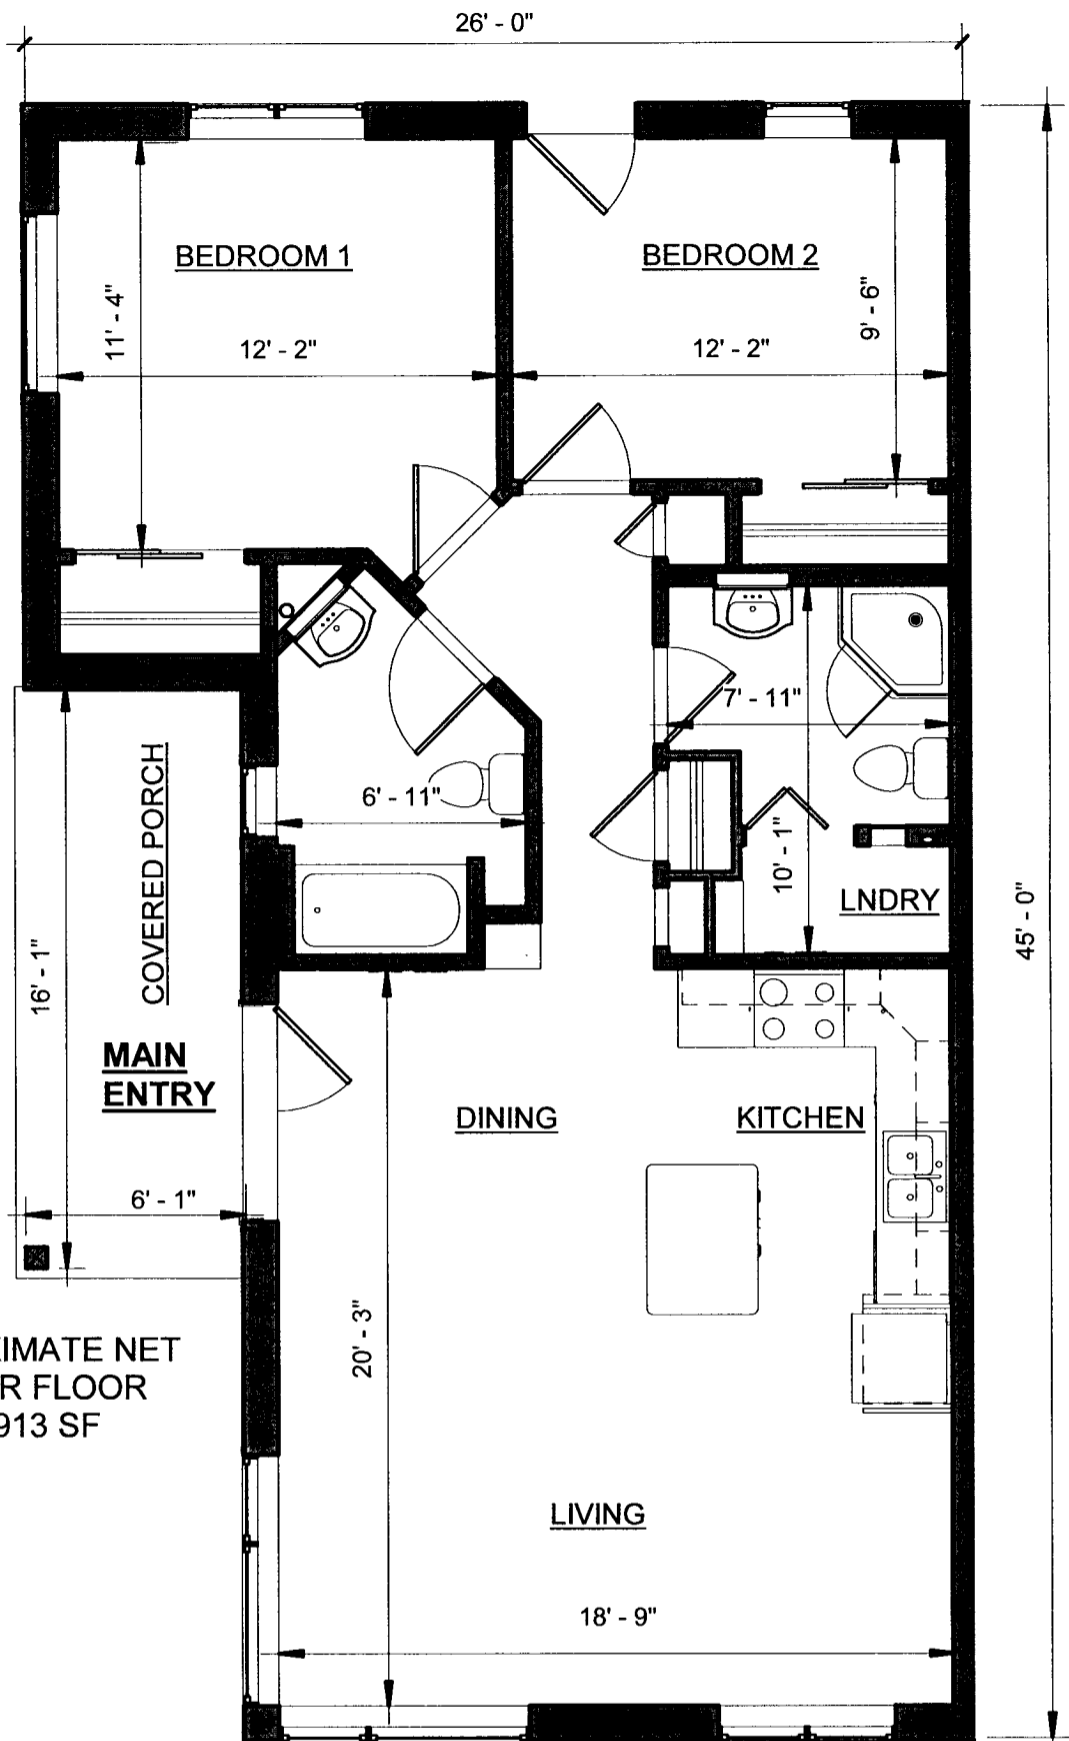 26' - 0"
BEDROOM 1
BEDROOM 2
11' - 4"
9' - 6"
12' - 2"
12' - 2"
7' - 11"
6' - 11"
COVERED PORCH
16' - 1"
10' - 1"
LNDRY
45' - 0"
MAIN
ENTRY
DINING
KITCHEN
6' - 1"
20' - 3"
XIMATE NET
R FLOOR
913 SF
LIVING
18' - 9"